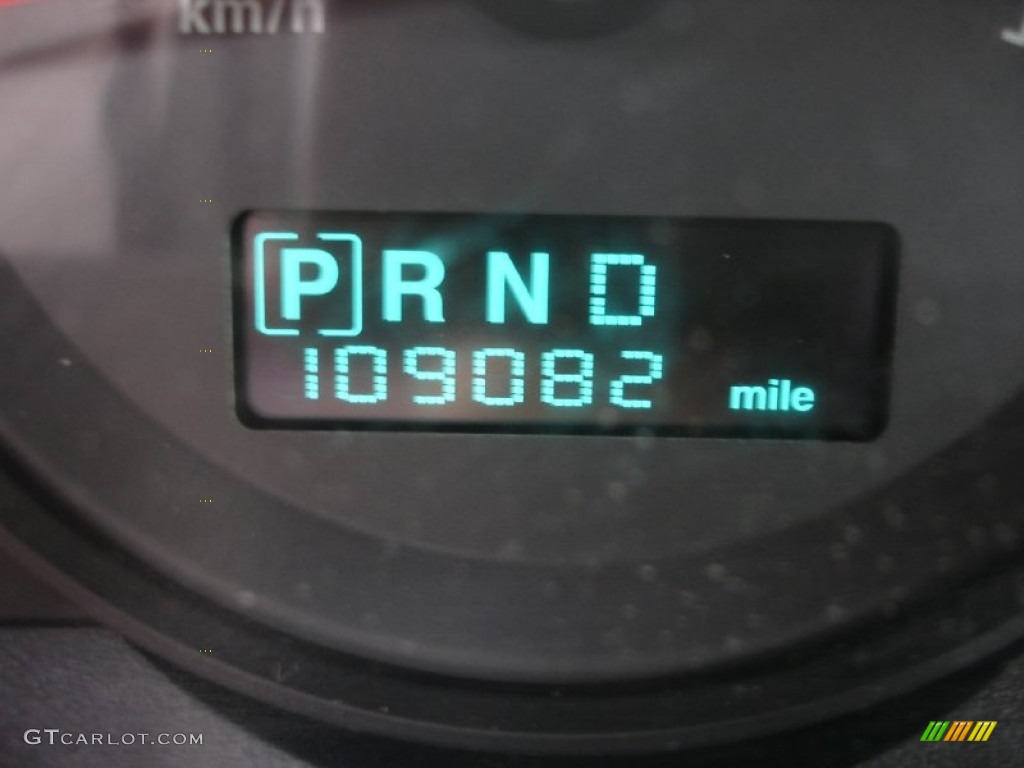 km/h
[P] R N D
109082 mile
GTCARLOT.COM